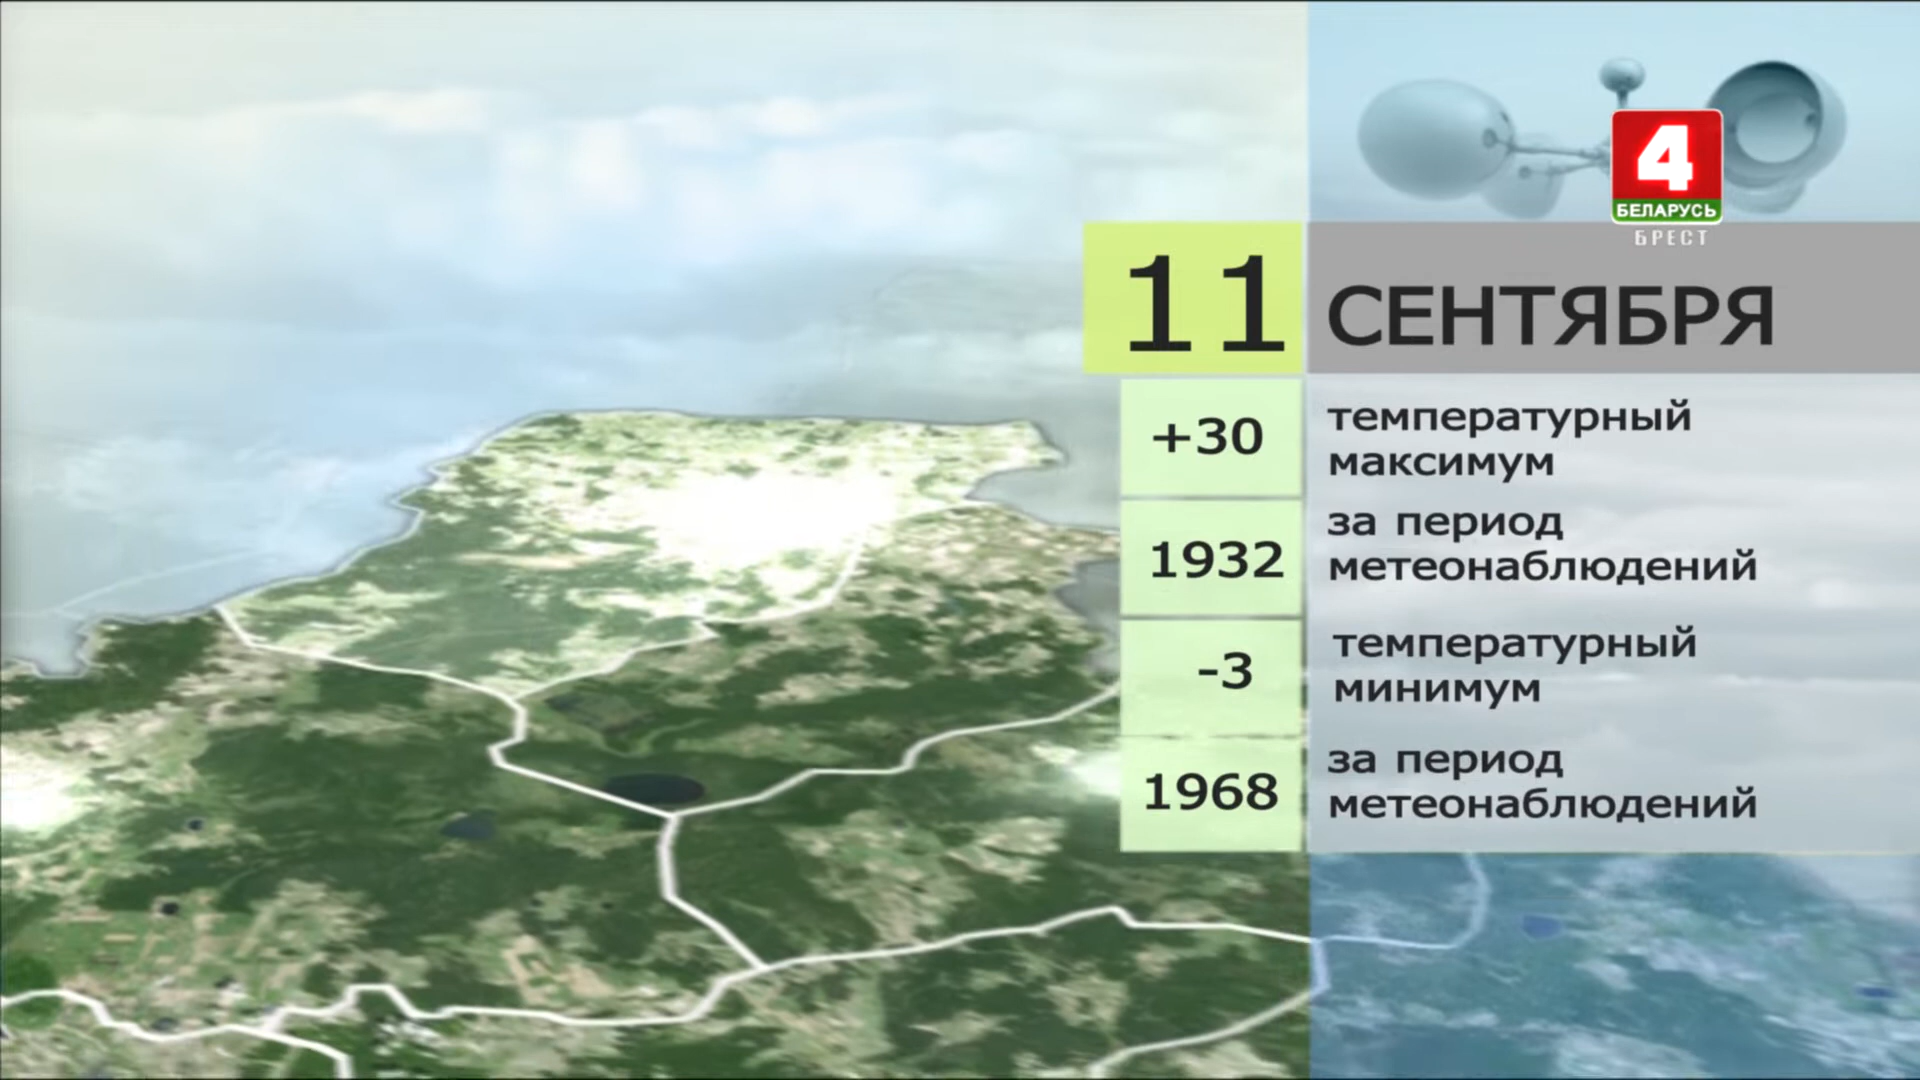 4
БЕЛАРУСЬ
БРЕСТ
11 СЕНТЯБРЯ
+30 температурный
максимум
1932 за период
метеонаблюдений
-3 температурный
минимум
1968 за период
метеонаблюдений